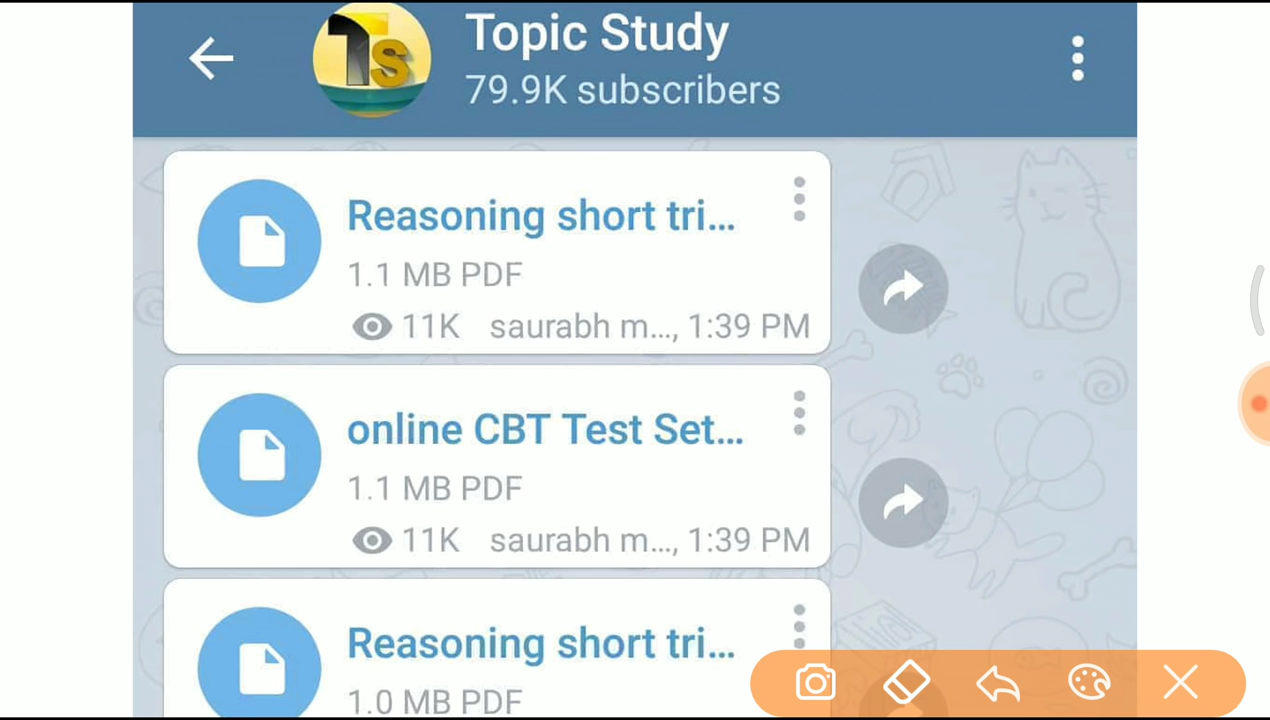 Topic Study
79.9K subscribers
Ts
Reasoning short tri...
1.1 MB PDF
11K saurabh m..., 1:39 PM
online CBT Test Set...
1.1 MB PDF
11K saurabh m..., 1:39 PM
Reasoning short tri...
1.0 MB PDF